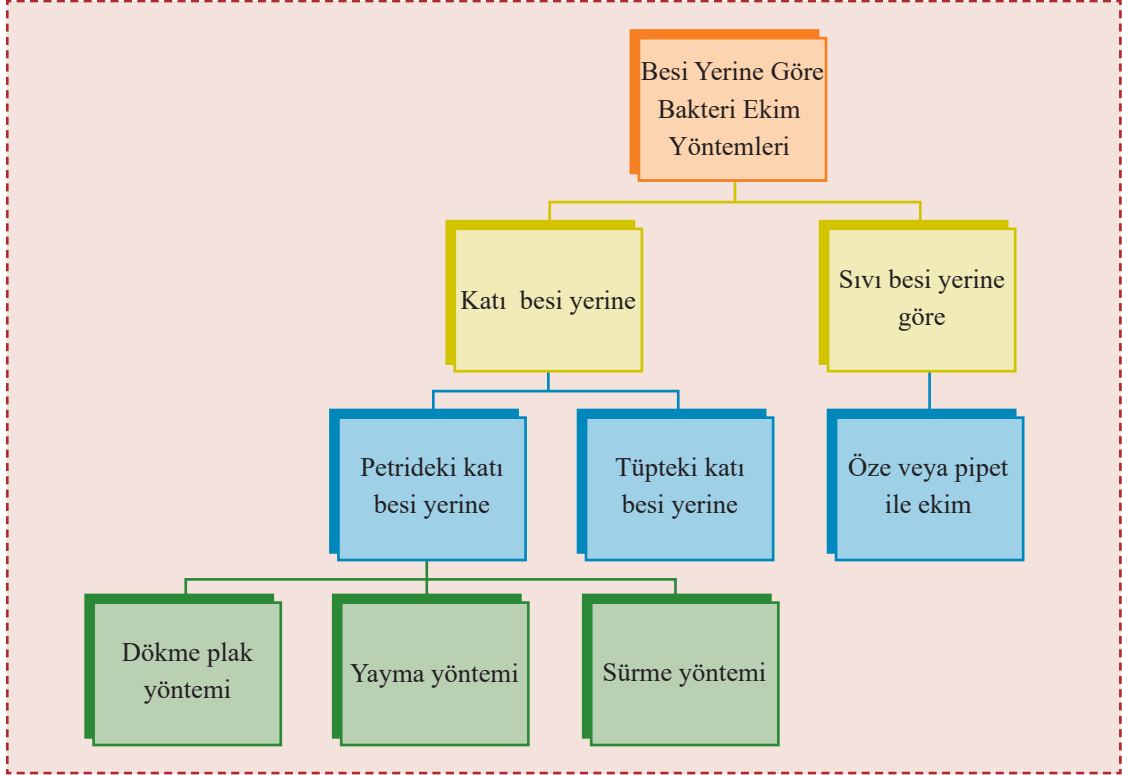 Besi Yerine Göre
Bakteri Ekim
Yöntemleri
Katı besi yerine
Sıvı besi yerine
göre
Petrideki katı
besi yerine
Tüpteki katı
besi yerine
Öze veya pipet
ile ekim
Dökme plak
yöntemi
Yayma yöntemi
Sürme yöntemi